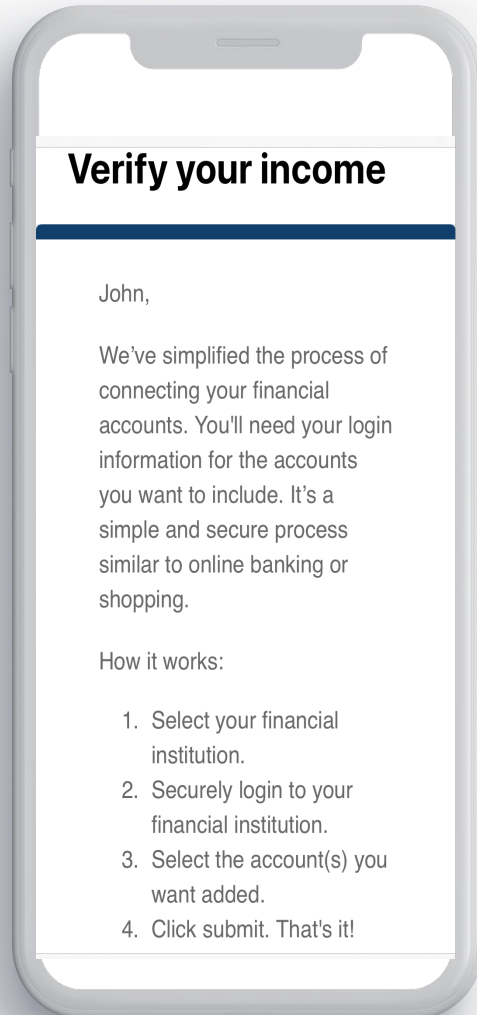 Verify your income
John,
We’ve simplified the process of
connecting your financial
accounts. You'll need your login
information for the accounts
you want to include. It’s a
simple and secure process
similar to online banking or
shopping.
How it works:
1. Select your financial
institution.
2. Securely login to your
financial institution.
3. Select the account(s) you
want added.
4. Click submit. That's it!